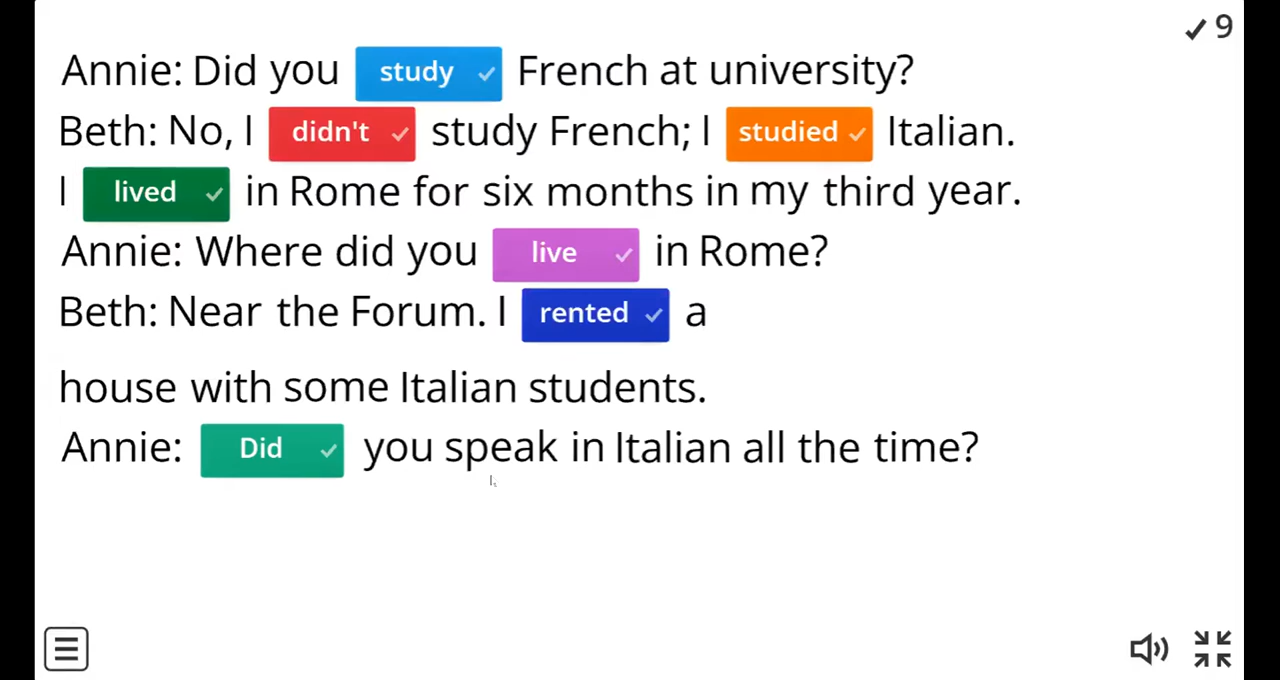 9
Annie: Did you study French at university?
Beth: No, I didn't study French; I studied Italian.
I lived in Rome for six months in my third year.
Annie: Where did you live in Rome?
Beth: Near the Forum. I rented a
house with some Italian students.
Annie: Did you speak in Italian all the time?